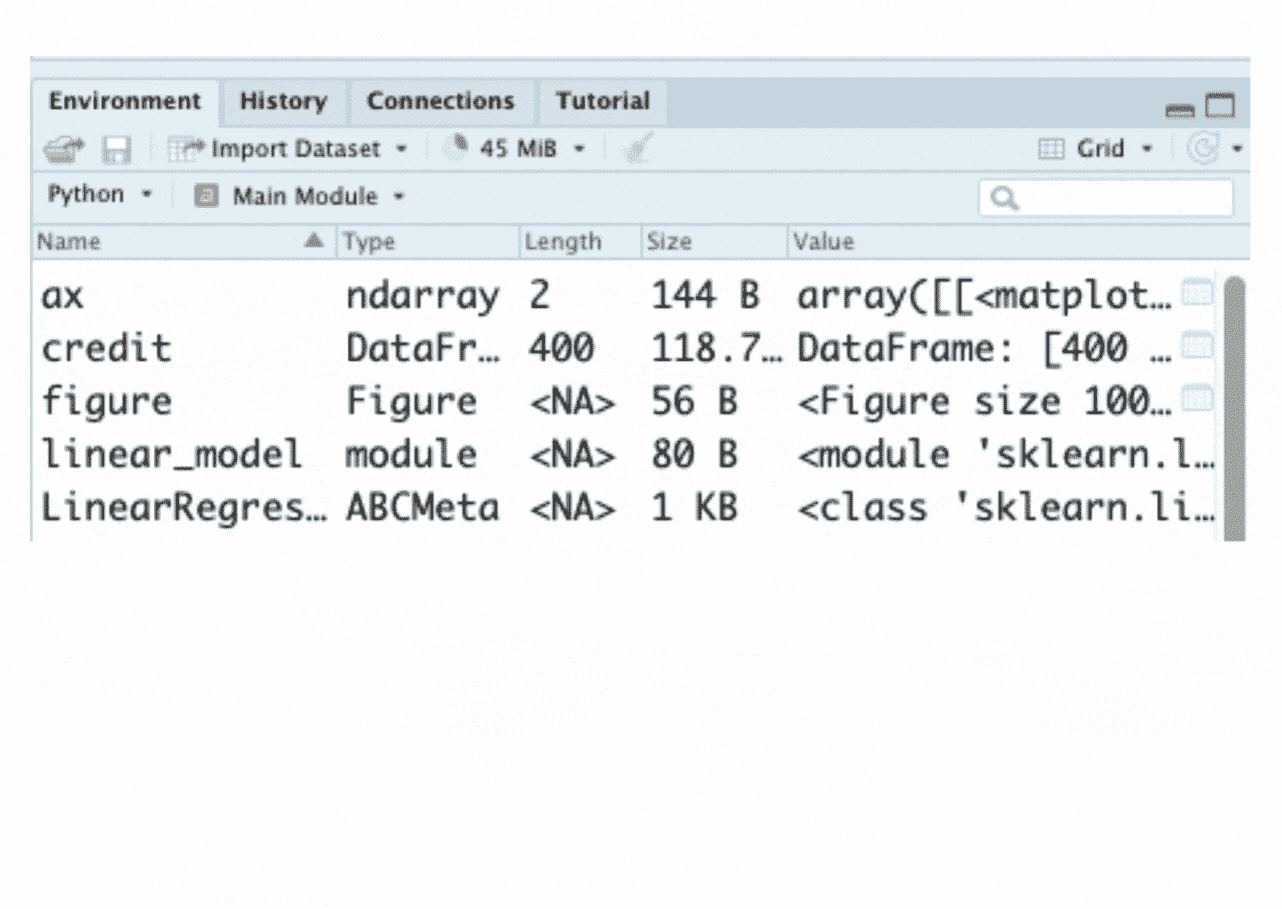 Environment History Connections Tutorial
Import Dataset 45 MiB Grid
Python Main Module
Name Type Length Size Value
ax ndarray 2 144 B array([[<matplot…
credit DataFr… 400 118.7… DataFrame: [400 …
figure Figure <NA> 56 B <Figure size 100…
linear_model module <NA> 80 B <module 'sklearn.l…
LinearRegres… ABCMeta <NA> 1 KB <class 'sklearn.li…